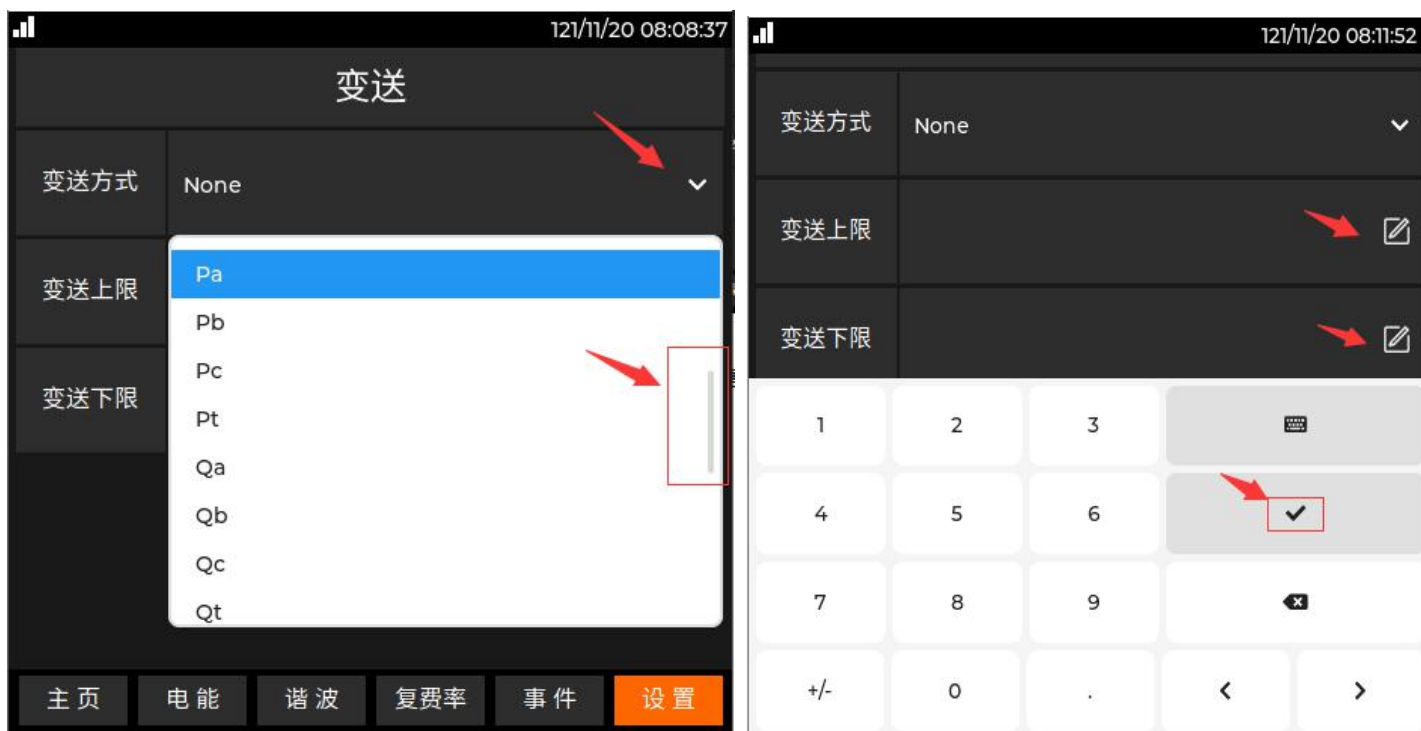 121/11/20 08:08:37
变送
变送方式
None
变送上限
变送下限
Pa
Pb
Pc
Pt
Qa
Qb
Qc
Qt
主页 电能 谐波 复费率 事件 设置
121/11/20 08:11:52
变送方式
None
变送上限
变送下限
1 2 3
4 5 6
7 8 9
+/- 0 . < >